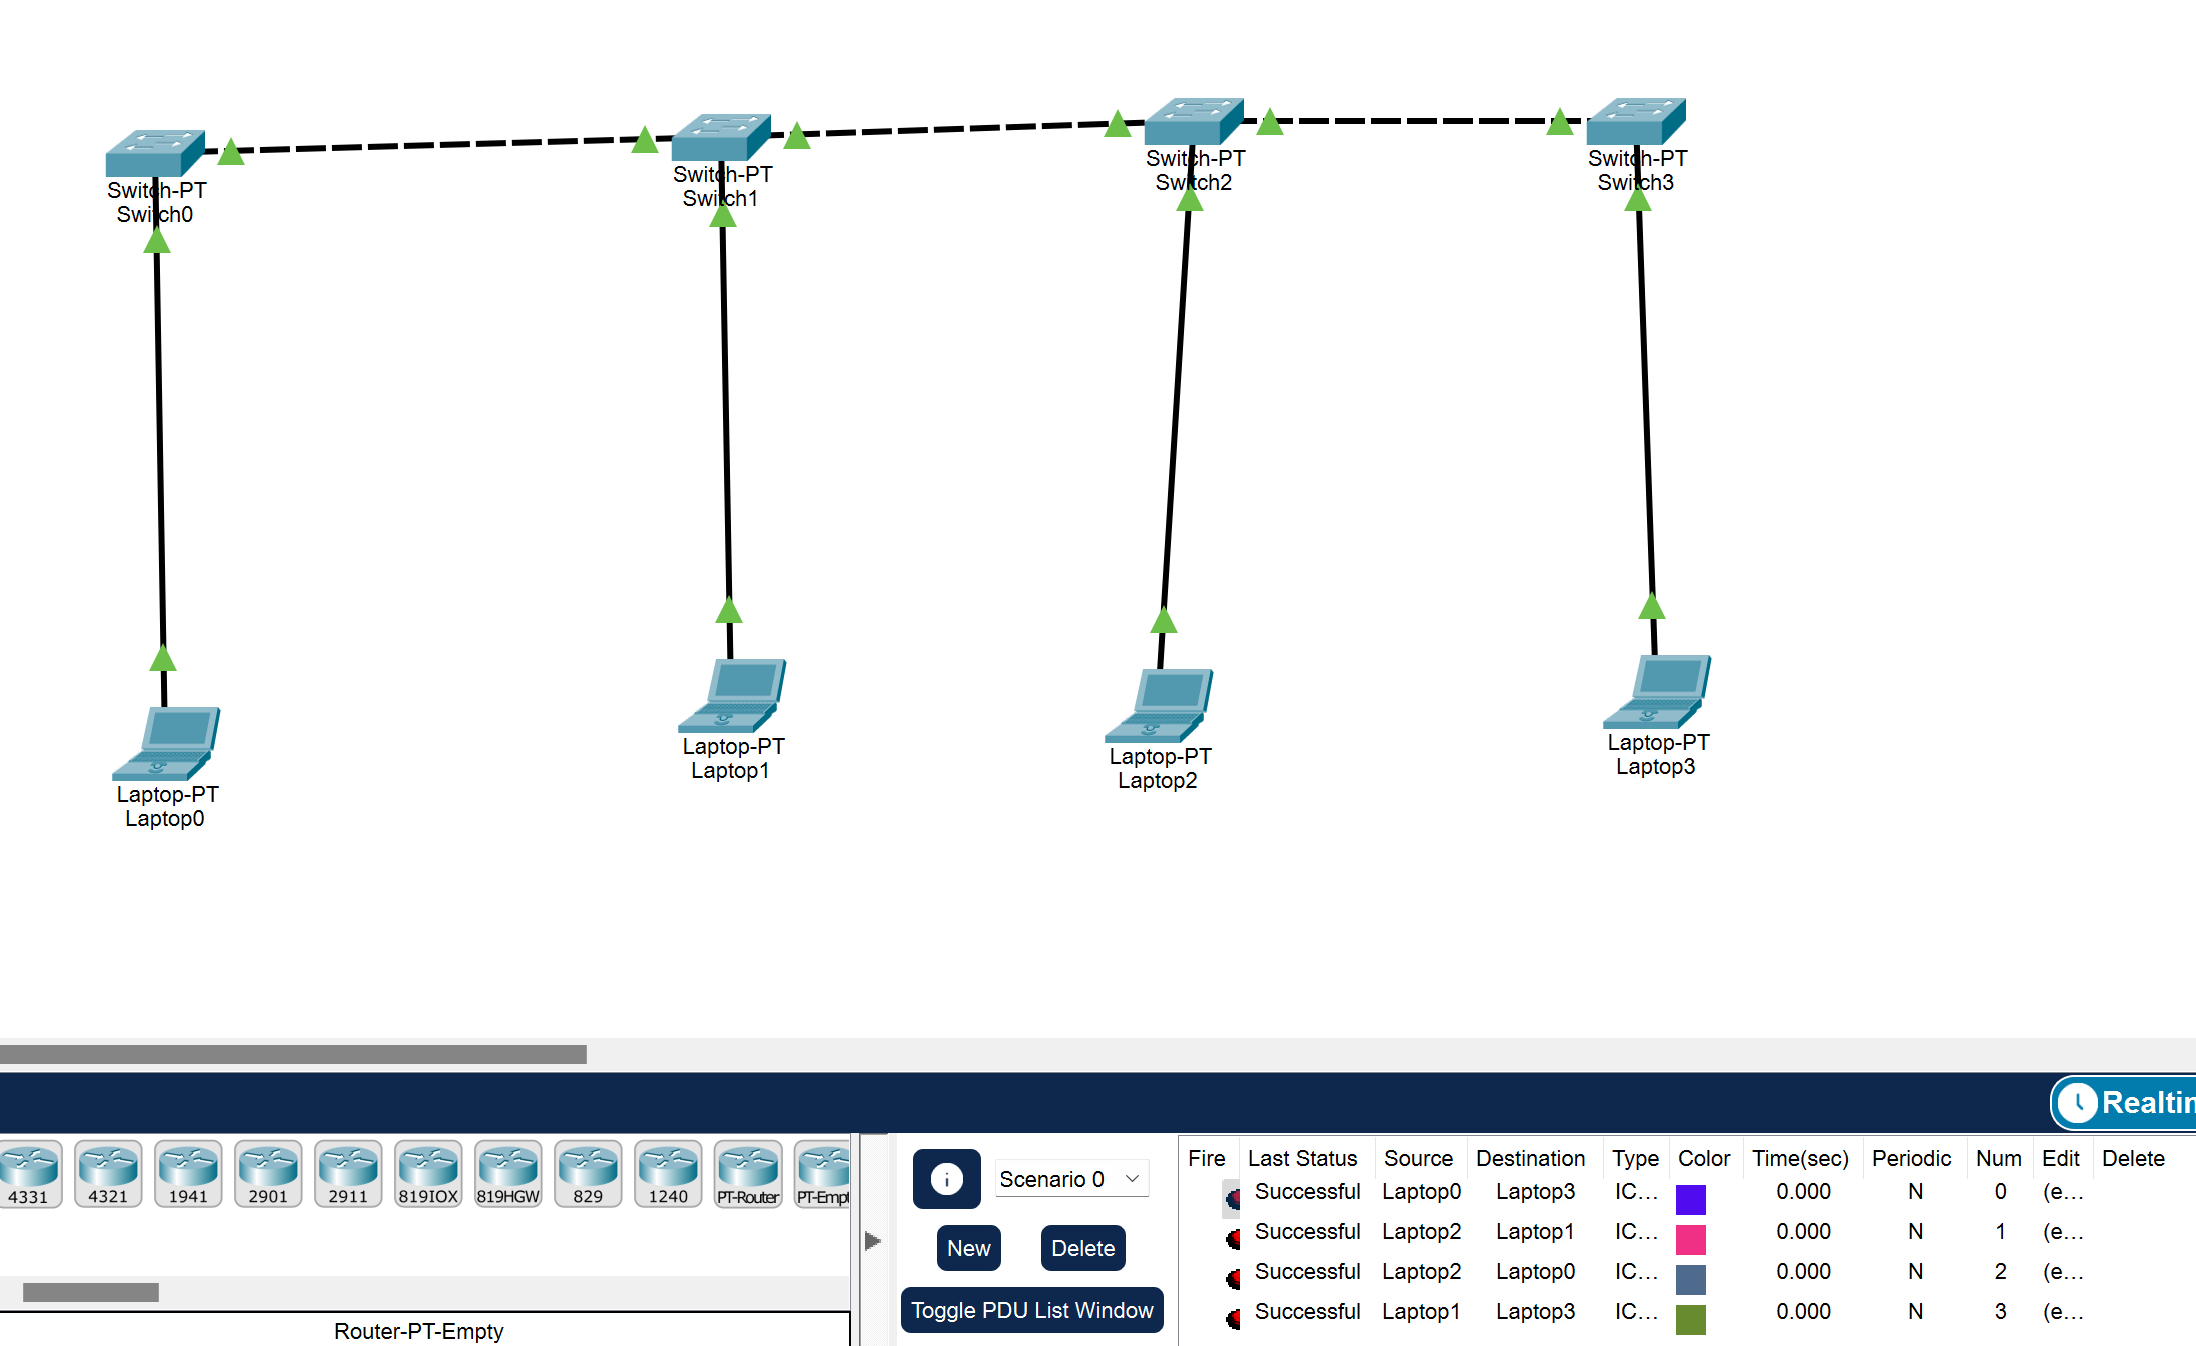 Switch-PT
Switch0
Switch-PT
Switch1
Switch-PT
Switch2
Switch-PT
Switch3
Laptop-PT
Laptop0
Laptop-PT
Laptop1
Laptop-PT
Laptop2
Laptop-PT
Laptop3
Realtin
4331 4321 1941 2901 2911 819IOX 819HGW 829 1240 PT-Router PT-Empt
Router-PT-Empty
Scenario 0
New Delete
Toggle PDU List Window
Fire Last Status Source Destination Type Color Time(sec) Periodic Num Edit Delete
Successful Laptop0 Laptop3 IC... 0.000 N 0 (e...
Successful Laptop2 Laptop1 IC... 0.000 N 1 (e...
Successful Laptop2 Laptop0 IC... 0.000 N 2 (e...
Successful Laptop1 Laptop3 IC... 0.000 N 3 (e...